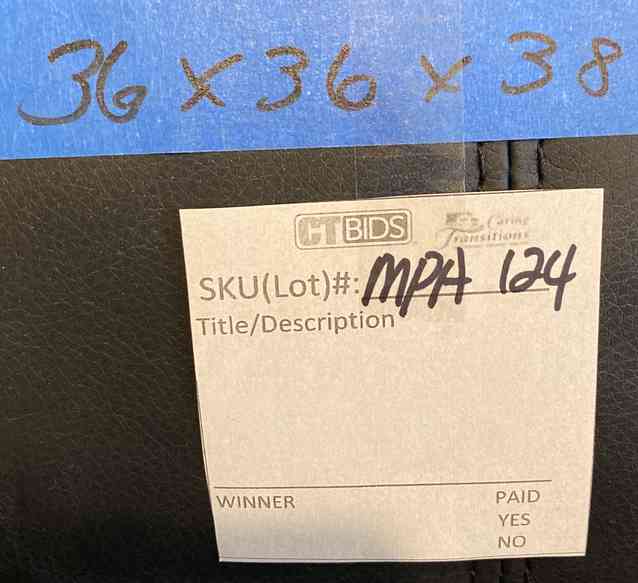 36 x 36 x 38
CTBIDS Caring
Transitions
SKU(Lot)#: MPA 124
Title/Description
WINNER PAID
YES
NO